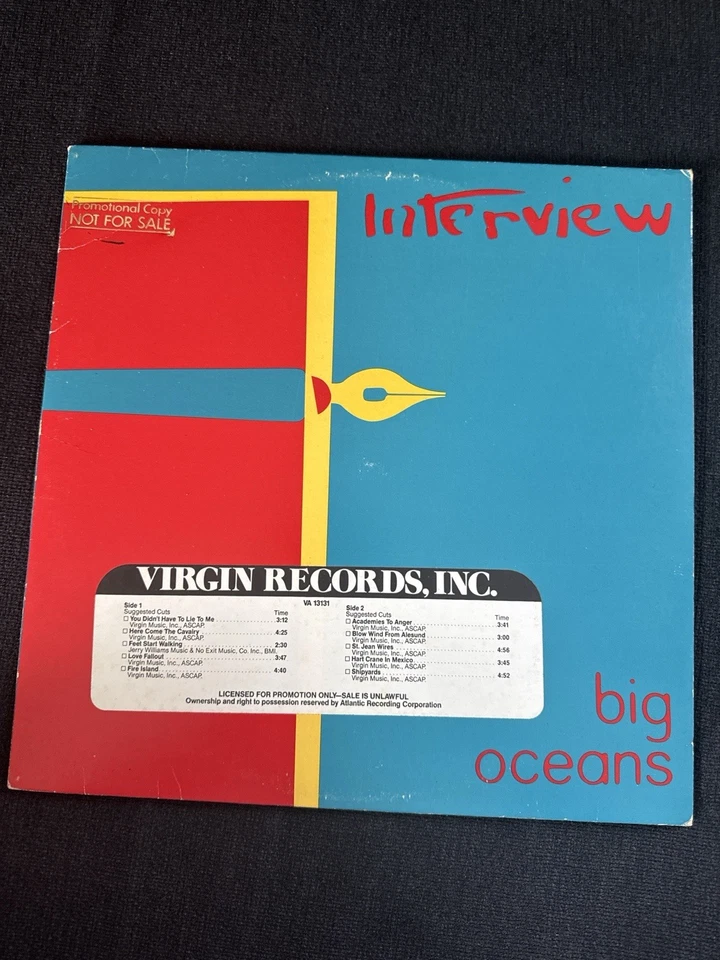 Promotional Copy
NOT FOR SALE
Interview
VIRGIN RECORDS, INC.
VA 13131
Side 1
Suggested Cuts Time
☐ You Didn't Have To Lie To Me 3:12
Virgin Music, Inc., ASCAP.
☐ Here Come The Cavalry 4:25
Virgin Music, Inc., ASCAP.
☐ Feet Start Walking 2:30
Jerry Williams Music & No Exit Music, Co. Inc., BMI.
☐ Love Fallout 3:47
Virgin Music, Inc., ASCAP.
☐ Fire Island 4:40
Virgin Music, Inc., ASCAP.
Side 2
Suggested Cuts Time
☐ Academies To Anger 3:41
Virgin Music, Inc., ASCAP.
☐ Blow Wind From Alesund 3:00
Virgin Music, Inc., ASCAP.
☐ St. Jean Wires 4:56
Virgin Music, Inc., ASCAP.
☐ Hart Crane In Mexico 3:45
Virgin Music, Inc., ASCAP.
☐ Shipyards 4:52
Virgin Music, Inc., ASCAP.
LICENSED FOR PROMOTION ONLY—SALE IS UNLAWFUL
Ownership and right to possession reserved by Atlantic Recording Corporation
big
oceans